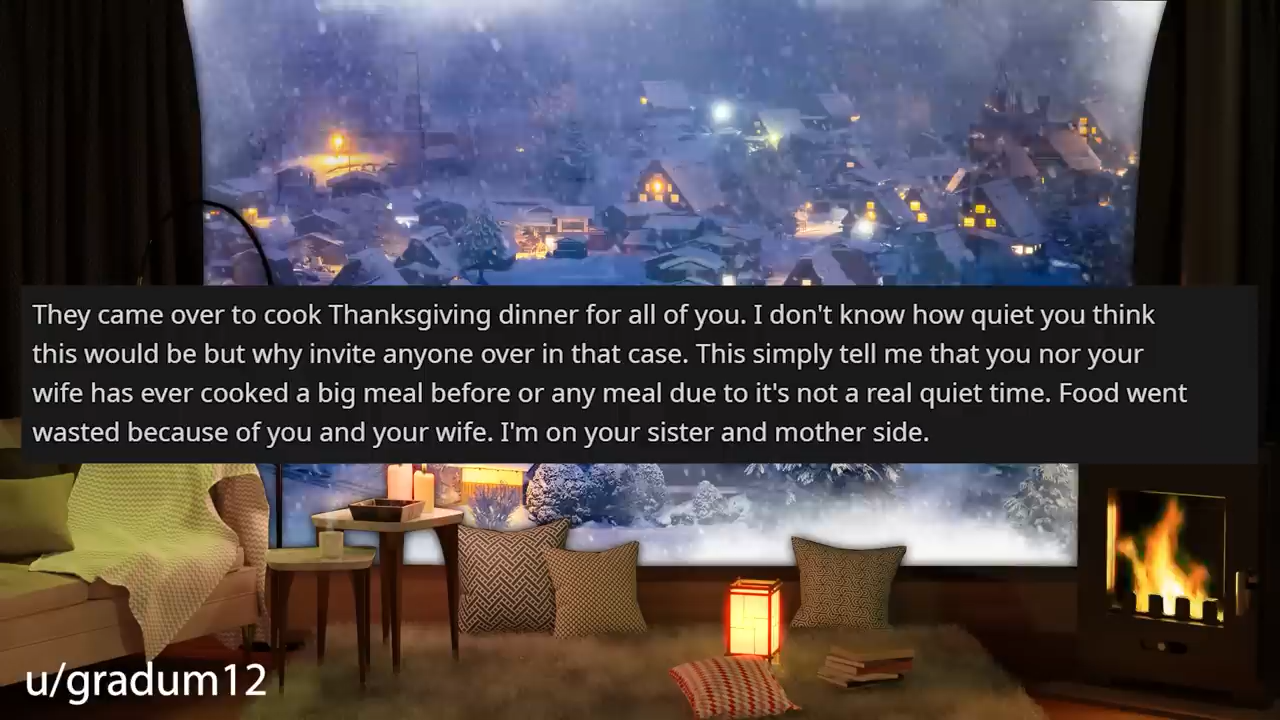 They came over to cook Thanksgiving dinner for all of you. I don't know how quiet you think
this would be but why invite anyone over in that case. This simply tell me that you nor your
wife has ever cooked a big meal before or any meal due to it's not a real quiet time. Food went
wasted because of you and your wife. I'm on your sister and mother side.
u/gradum12